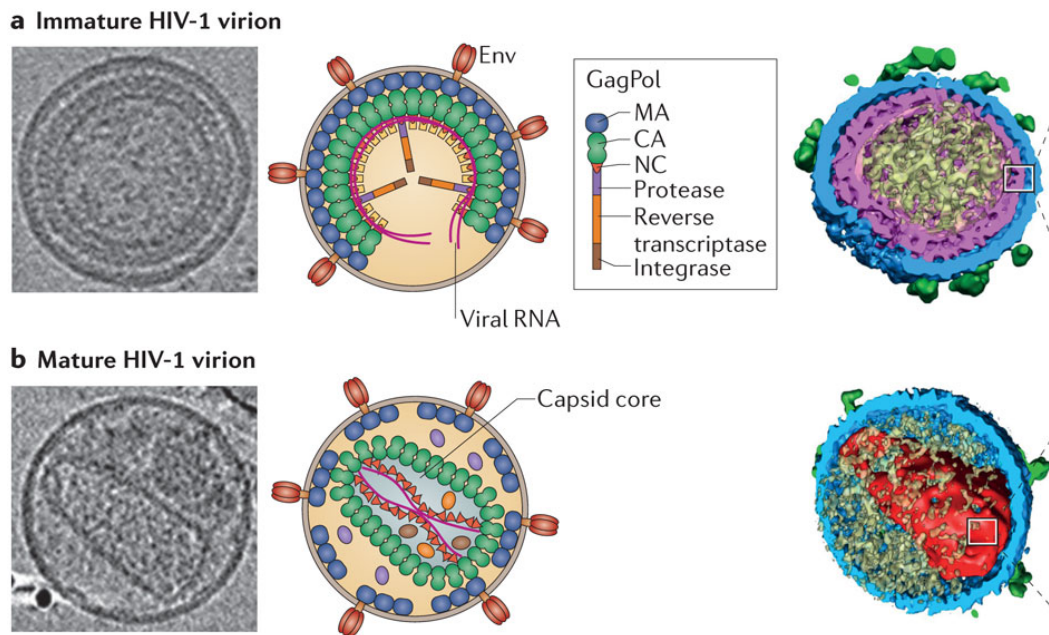 a Immature HIV-1 virion
Env
GagPol
MA
CA
NC
Protease
Reverse
transcriptase
Integrase
Viral RNA
b Mature HIV-1 virion
Capsid core